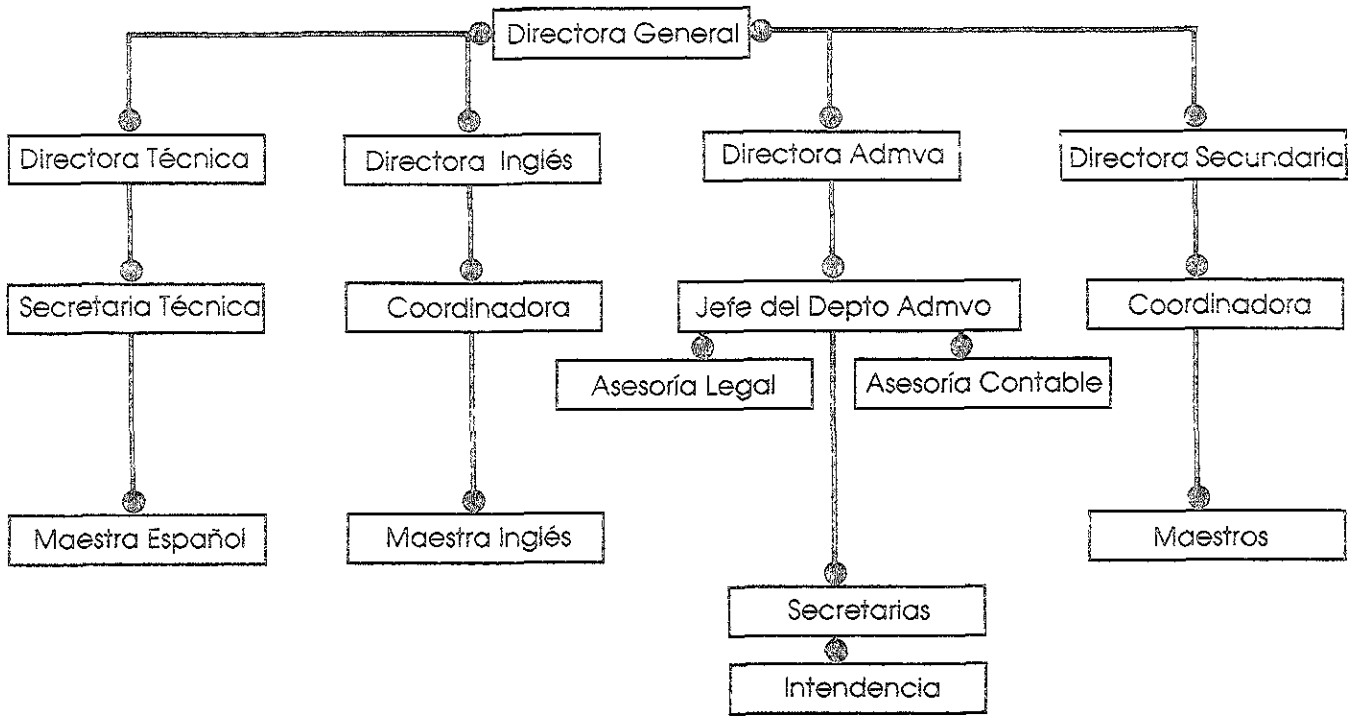 Directora General
Directora Técnica
Directora Inglés
Directora Admva
Directora Secundaria
Secretaria Técnica
Coordinadora
Jefe del Depto Admvo
Coordinadora
Asesoría Legal
Asesoría Contable
Maestra Español
Maestra Inglés
Maestros
Secretarias
Intendencia